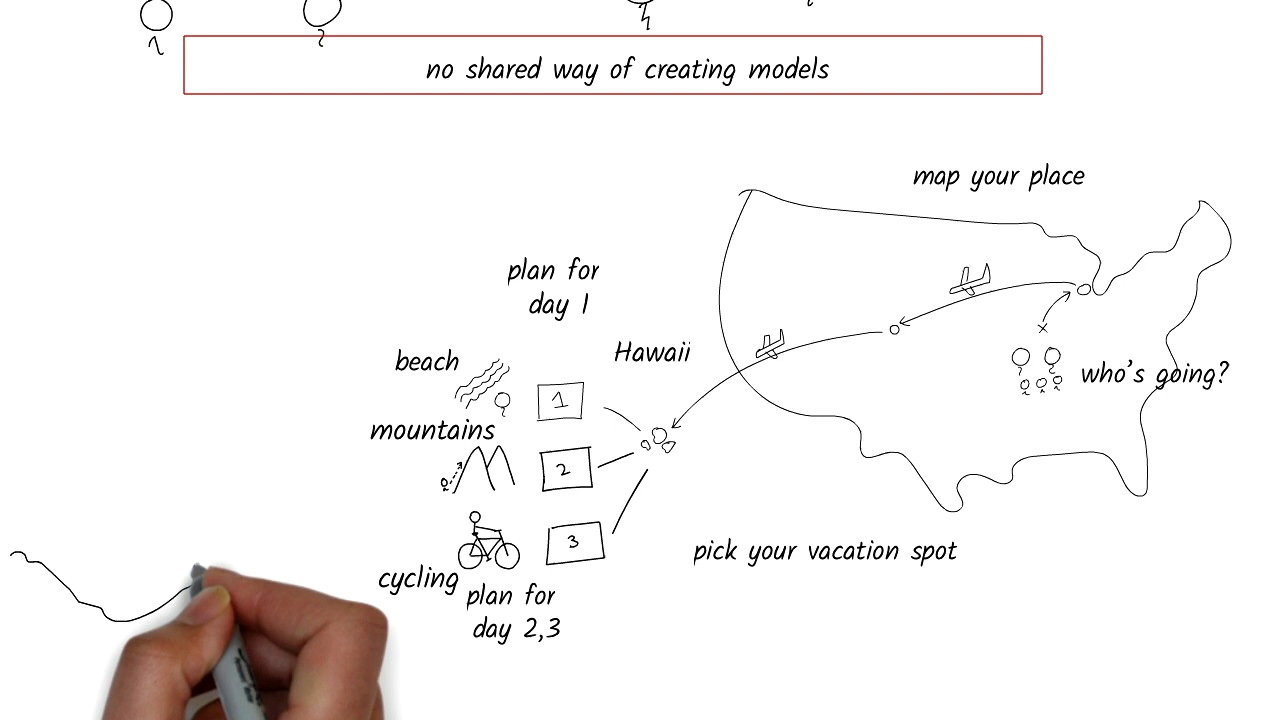 no shared way of creating models
map your place
plan for
day 1
Hawaii
beach
1
who's going?
mountains
2
3
pick your vacation spot
cycling
plan for
day 2,3